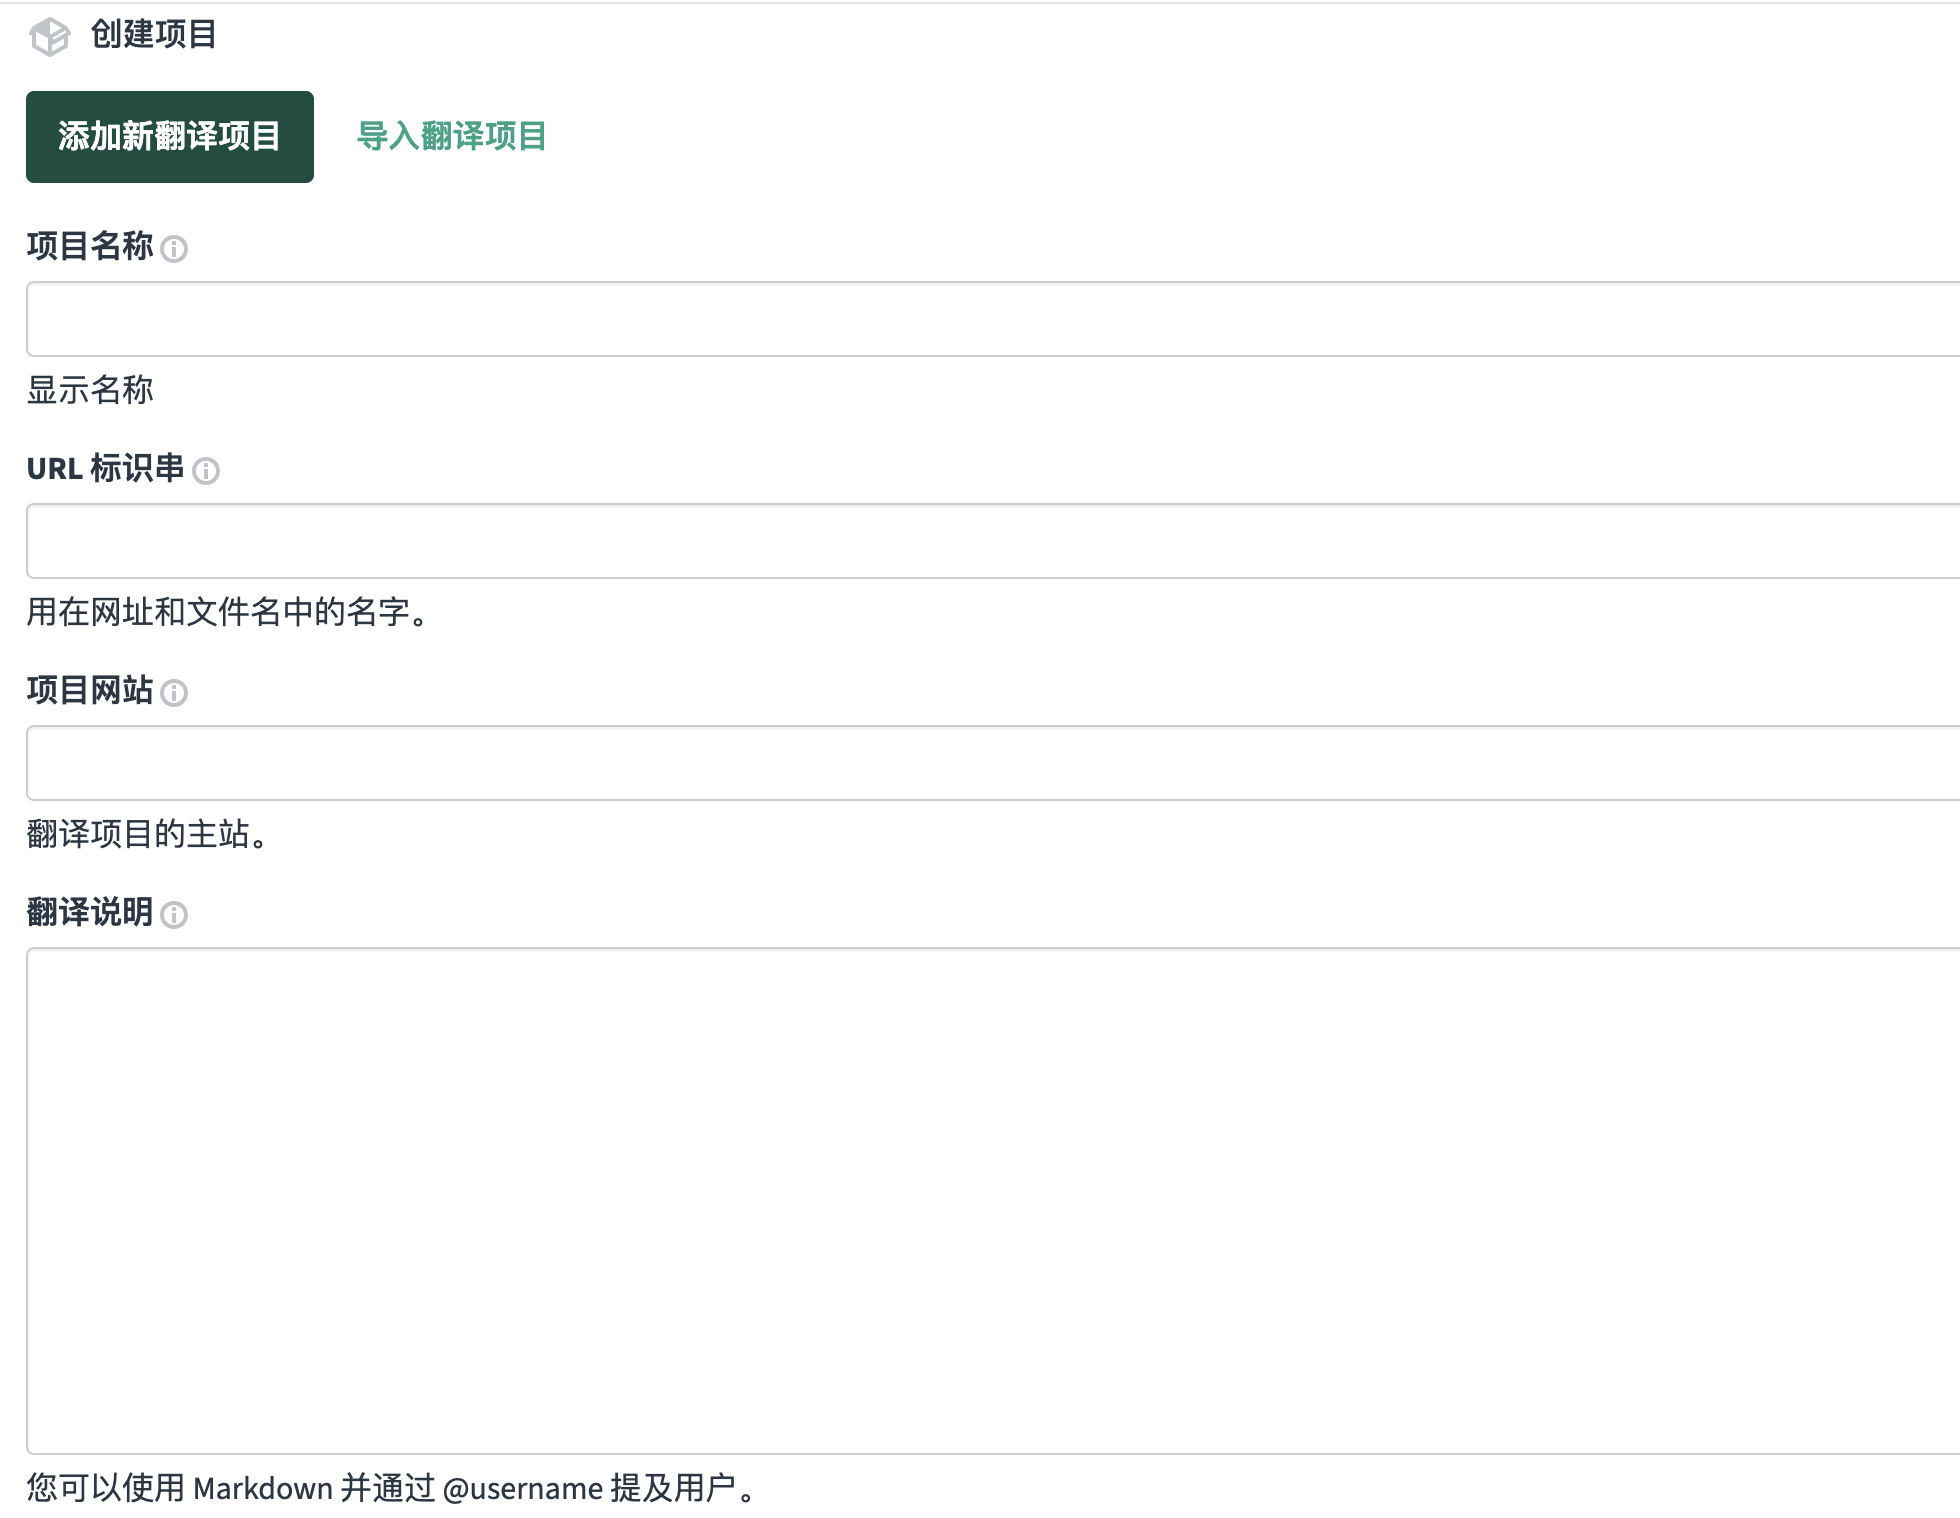 创建项目
添加新翻译项目 导入翻译项目
项目名称
显示名称
URL 标识串
用在网址和文件名中的名字。
项目网站
翻译项目的主站。
翻译说明
您可以使用 Markdown 并通过 @username 提及用户。